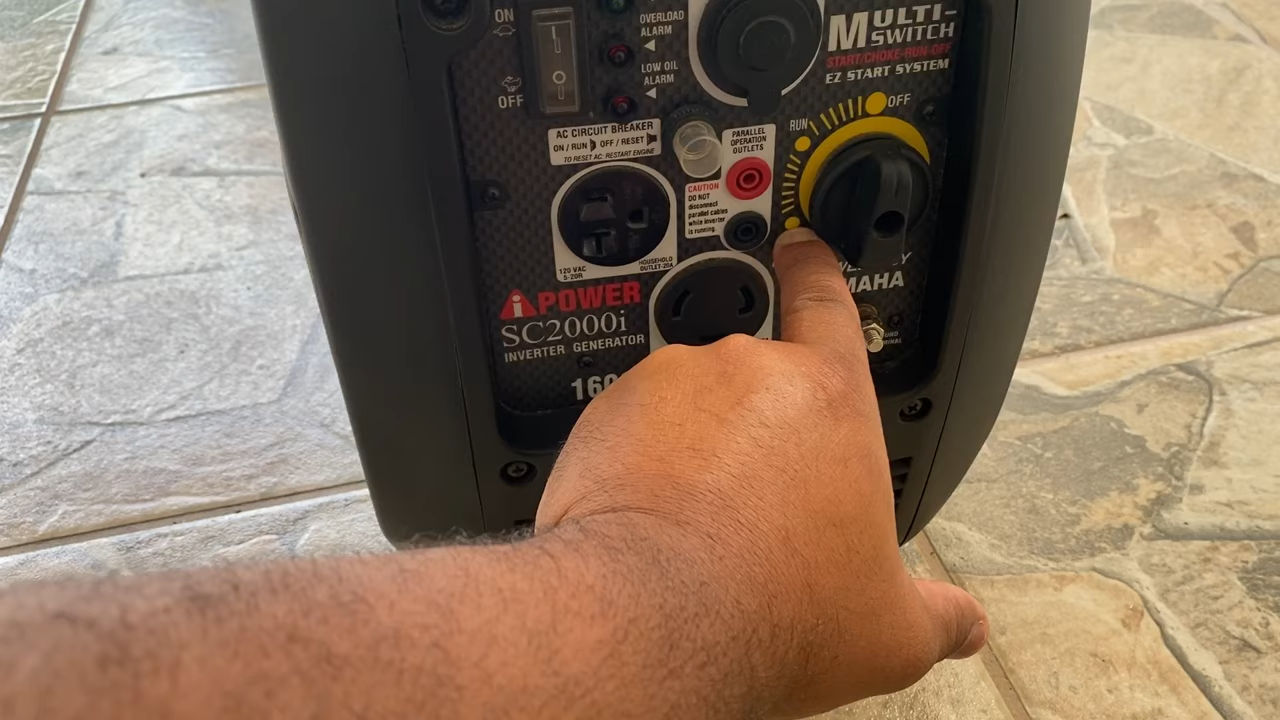 ON
OFF
OVERLOAD
ALARM
LOW OIL
ALARM
MULTI-
SWITCH
START/CHOKE-RUN-OFF
EZ START SYSTEM
OFF
RUN
AC CIRCUIT BREAKER
ON / RUN OFF / RESET
TO RESET AC: RESTART ENGINE
PARALLEL
OPERATION
OUTLETS
CAUTION
DO NOT
disconnect
parallel cables
while inverter
is running.
120 VAC
5-20R
HOUSEHOLD
OUTLET-20A
POWER
SC2000i
INVERTER GENERATOR